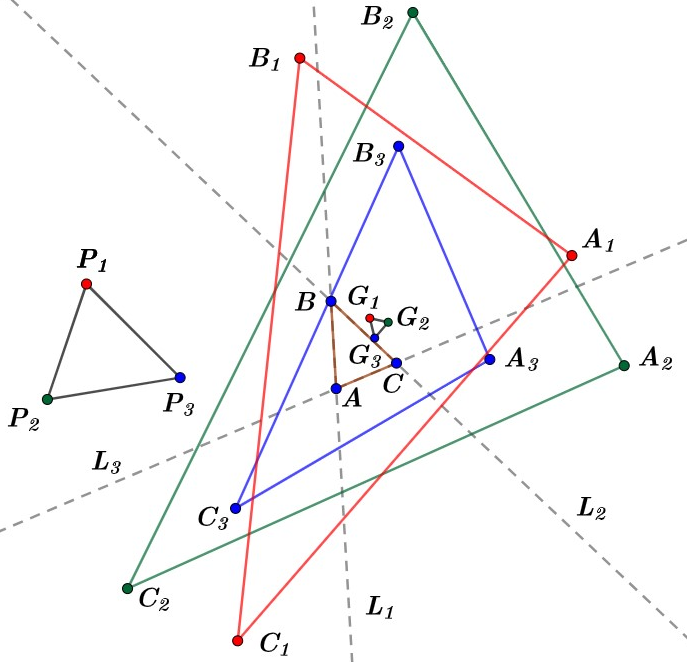 B₂
B₁
B₃
A₁
P₁
B
G₁
G₂
G₃
A₃
A₂
C
A
P₃
P₂
L₃
L₂
C₃
C₂
L₁
C₁